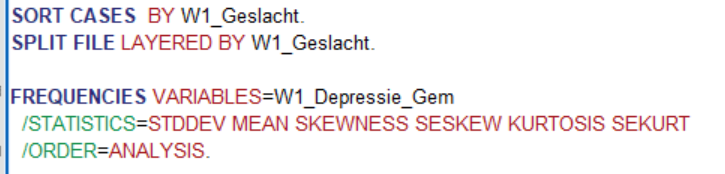 SORT CASES  BY W1_Geslacht.
SPLIT FILE LAYERED BY W1_Geslacht.
FREQUENCIES VARIABLES=W1_Depressie_Gem
/STATISTICS=STDDEV MEAN SKEWNESS SESKEW KURTOSIS SEKURT
/ORDER=ANALYSIS.